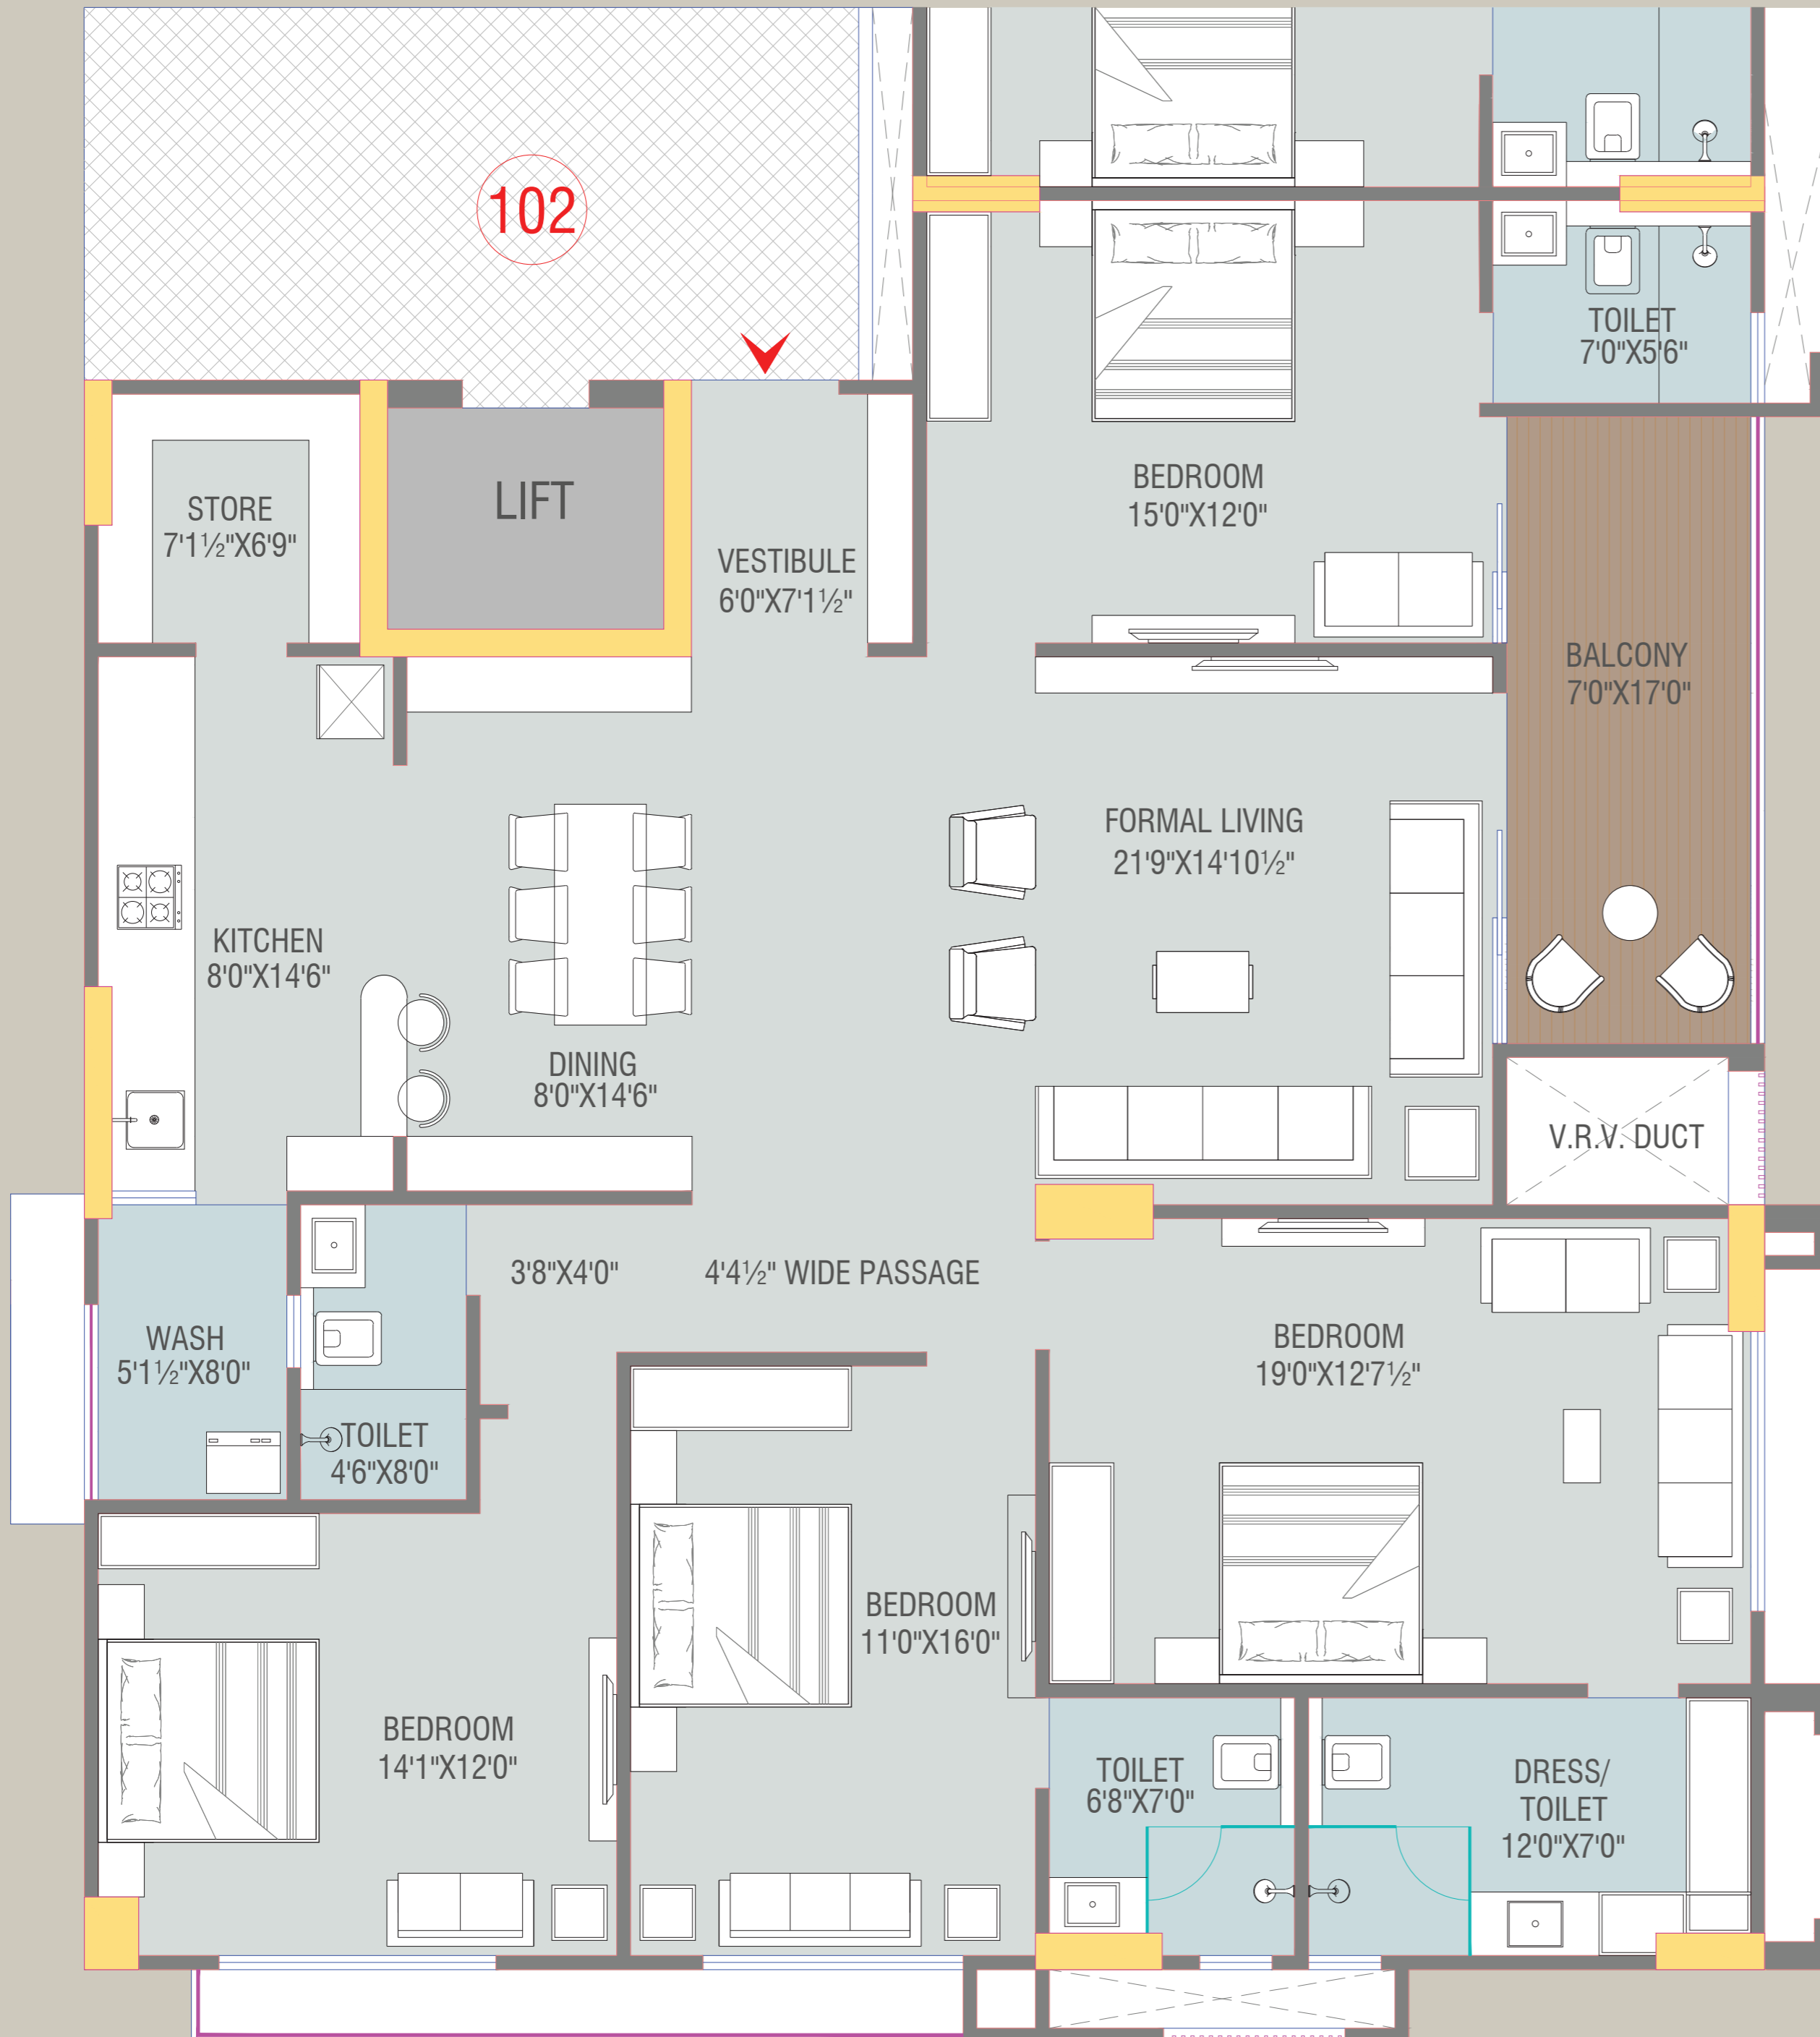 102
TOILET
7'0"X5'6"
STORE
7'1½"X6'9"
LIFT
VESTIBULE
6'0"X7'1½"
BEDROOM
15'0"X12'0"
BALCONY
7'0"X17'0"
FORMAL LIVING
21'9"X14'10½"
KITCHEN
8'0"X14'6"
DINING
8'0"X14'6"
V.R.V. DUCT
3'8"X4'0"
4'4½" WIDE PASSAGE
WASH
5'1½"X8'0"
TOILET
4'6"X8'0"
BEDROOM
19'0"X12'7½"
BEDROOM
11'0"X16'0"
BEDROOM
14'1"X12'0"
TOILET
6'8"X7'0"
DRESS/
TOILET
12'0"X7'0"